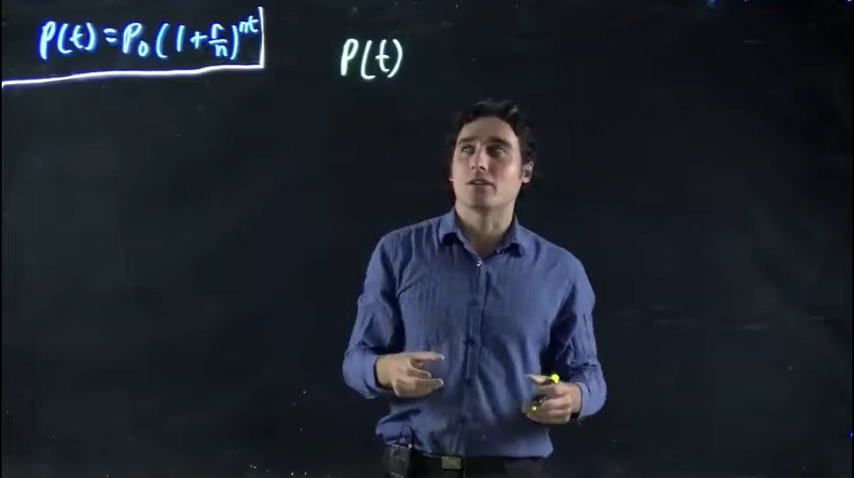 P(t) = P₀(1 + r/n)^nt
P(t)